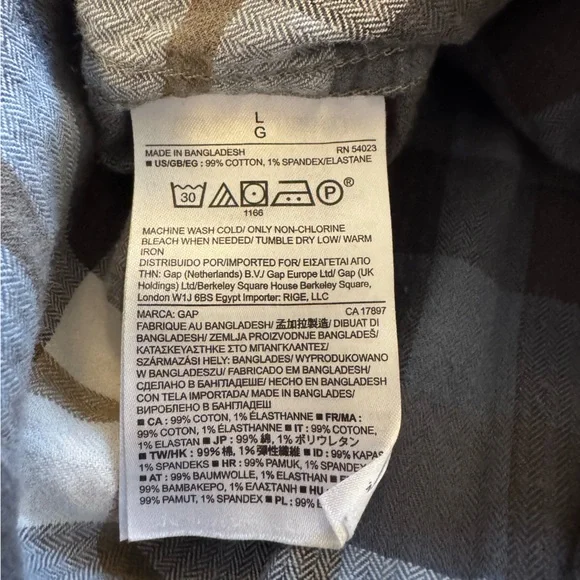 L
G
MADE IN BANGLADESH RN 54023
■ US/GB/EG : 99% COTTON, 1% SPANDEX/ELASTANE
30 P ®
1166
MACHINE WASH COLD/ ONLY NON-CHLORINE
BLEACH WHEN NEEDED/ TUMBLE DRY LOW/ WARM
IRON
DISTRIBUIDO POR/IMPORTED FOR/ ΕΙΣΑΓΕΤΑΙ ΑΠΟ
ΤΗΝ: Gap (Netherlands) B.V./ Gap Europe Ltd/ Gap (UK
Holdings) Ltd/Berkeley Square House Berkeley Square,
London W1J 6BS Egypt Importer: RIGE, LLC
MARCA: GAP CA 17897
FABRIQUE AU BANGLADESH/ 孟加拉製造/ DIBUAT DI
BANGLADESH/ ZEMLJA PROIZVODNJE BANGLADEŠ/
ΚΑΤΑΣΚΕΥΑΣΤΗΚΕ ΣΤΟ ΜΠΑΝΓΚΛΑΝΤΕΣ/
SZÁRMAZÁSI HELY: BANGLADES/ WYPRODUKOWANO
W BANGLADESZU/ FABRICADO EM BANGLADESH/
СДЕЛАНО В БАНГЛАДЕШЕ/ HECHO EN BANGLADESH
CON TELA IMPORTADA/ MADE IN BANGLADES/
ВИРОБЛЕНО В БАНГЛАДЕШ
■ CA : 99% COTON, 1% ÉLASTHANNE ■ FR/MA :
99% COTON, 1% ÉLASTHANNE ■ IT : 99% COTONE,
1% ELASTAN ■ JP : 99% 綿, 1% ポリウレタン
■ TW/HK : 99% 棉, 1% 彈性纖維 ■ ID : 99% KAPAS
1% SPANDEKS ■ HR : 99% PAMUK, 1% SPANDEX
■ AT : 99% BAUMWOLLE, 1% ELASTHAN ■
99% ΒΑΜΒΑΚΕΡΟ, 1% ΕΛΑΣΤΑΝΗ ■ HU
99% PAMUT, 1% SPANDEX ■ PL : 99%